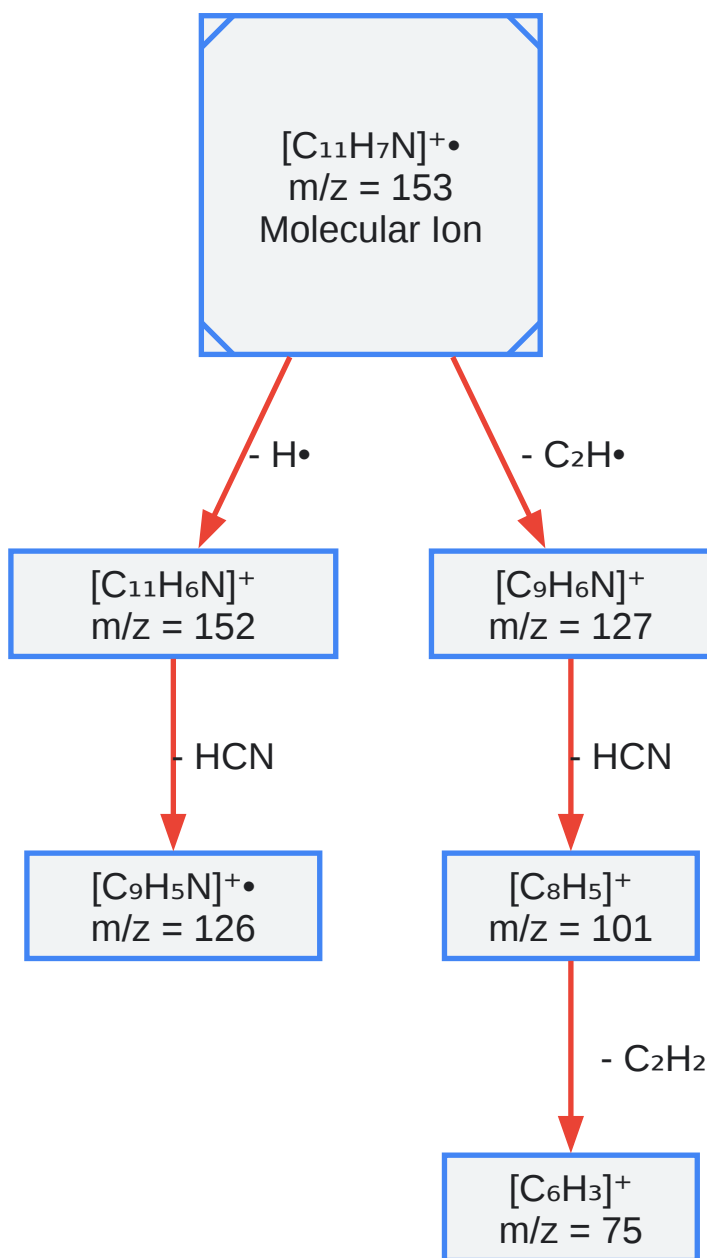 [C₁₁H₇N]⁺•
m/z = 153
Molecular Ion
- H•
- C₂H•
[C₁₁H₆N]⁺
m/z = 152
[C₉H₆N]⁺
m/z = 127
- HCN
- HCN
[C₉H₅N]⁺•
m/z = 126
[C₈H₅]⁺
m/z = 101
- C₂H₂
[C₆H₃]⁺
m/z = 75